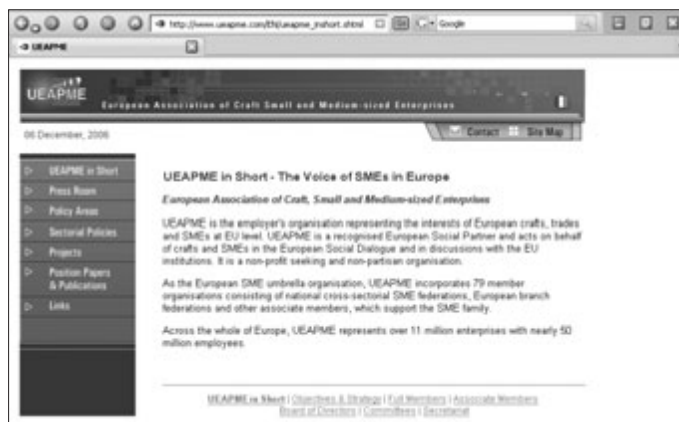 http://www.ueapme.com/EN/ueapme_inshort.shtml
Google
UEAPME
UEAPME
European Association of Craft Small and Medium-sized Enterprises
06 December, 2006
Contact
Site Map
UEAPME in Short
Press Room
Policy Areas
Sectorial Policies
Projects
Position Papers
& Publications
Links
UEAPME in Short - The Voice of SMEs in Europe
European Association of Craft, Small and Medium-sized Enterprises
UEAPME is the employer's organisation representing the interests of European crafts, trades
and SMEs at EU level. UEAPME is a recognised European Social Partner and acts on behalf
of crafts and SMEs in the European Social Dialogue and in discussions with the EU
institutions. It is a non-profit seeking and non-partisan organisation.
As the European SME umbrella organisation, UEAPME incorporates 79 member
organisations consisting of national cross-sectorial SME federations, European branch
federations and other associate members, which support the SME family.
Across the whole of Europe, UEAPME represents over 11 million enterprises with nearly 50
million employees.
UEAPME in Short | Objectives & Strategy | Full Members | Associate Members
Board of Directors | Committees | Secretariat